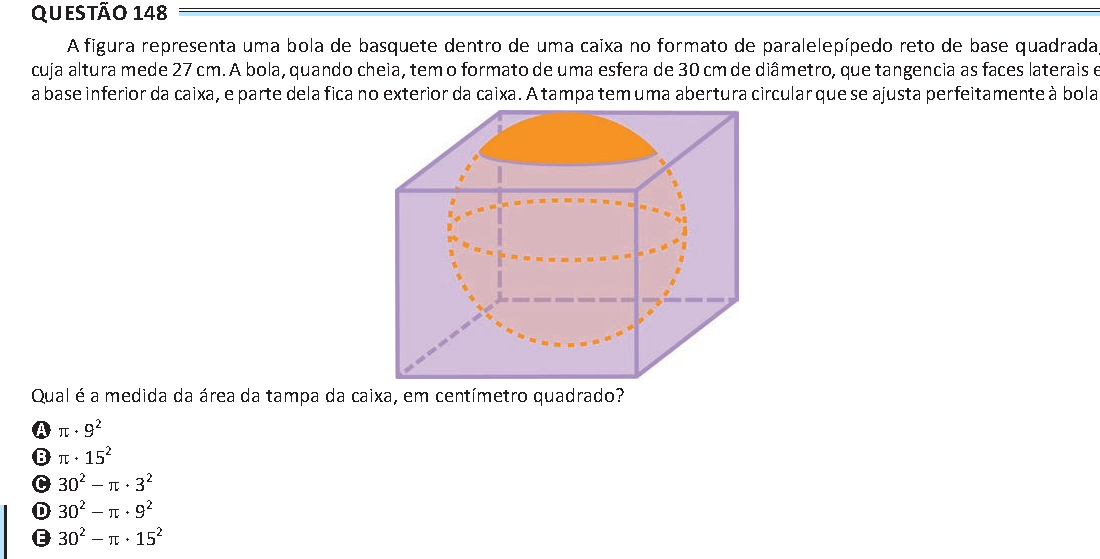 QUESTÃO 148
A figura representa uma bola de basquete dentro de uma caixa no formato de paralelepípedo reto de base quadrada,
cuja altura mede 27 cm. A bola, quando cheia, tem o formato de uma esfera de 30 cm de diâmetro, que tangencia as faces laterais e
a base inferior da caixa, e parte dela fica no exterior da caixa. A tampa tem uma abertura circular que se ajusta perfeitamente à bola
Qual é a medida da área da tampa da caixa, em centímetro quadrado?
A π · 9²
B π · 15²
C 30² − π · 3²
D 30² − π · 9²
E 30² − π · 15²